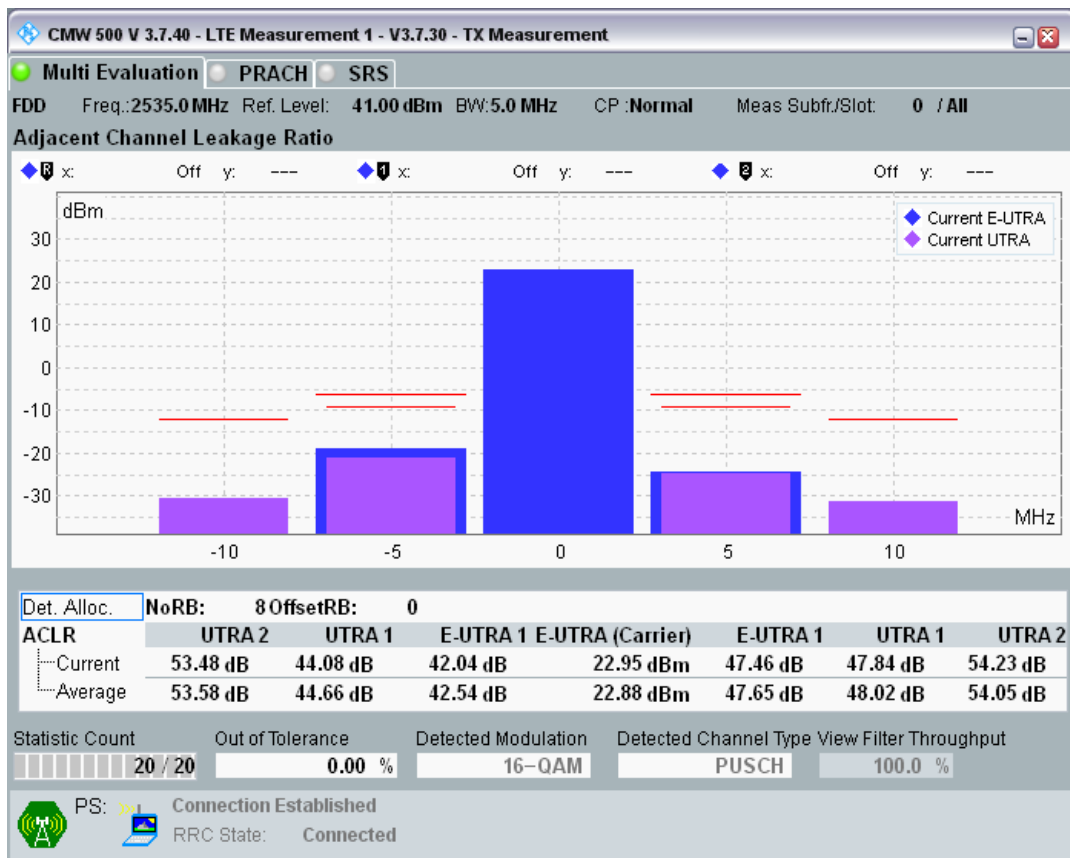 CMW 500 V 3.7.40 - LTE Measurement 1 - V3.7.30 - TX Measurement
Multi Evaluation PRACH SRS
FDD Freq.:2535.0 MHz Ref. Level: 41.00 dBm BW:5.0 MHz CP :Normal Meas Subfr./Slot: 0 / All
Adjacent Channel Leakage Ratio
R x: Off y: --- 1 x: Off y: --- 2 x: Off y: ---
dBm
Current E-UTRA
Current UTRA
30
20
10
0
-10
-20
-30
MHz
-10 -5 0 5 10
Det. Alloc. NoRB: 8 OffsetRB: 0
ACLR UTRA 2 UTRA 1 E-UTRA 1 E-UTRA (Carrier) E-UTRA 1 UTRA 1 UTRA 2
Current 53.48 dB 44.08 dB 42.04 dB 22.95 dBm 47.46 dB 47.84 dB 54.23 dB
Average 53.58 dB 44.66 dB 42.54 dB 22.88 dBm 47.65 dB 48.02 dB 54.05 dB
Statistic Count Out of Tolerance Detected Modulation Detected Channel Type View Filter Throughput
20 / 20 0.00 % 16-QAM PUSCH 100.0 %
PS: Connection Established
RRC State: Connected